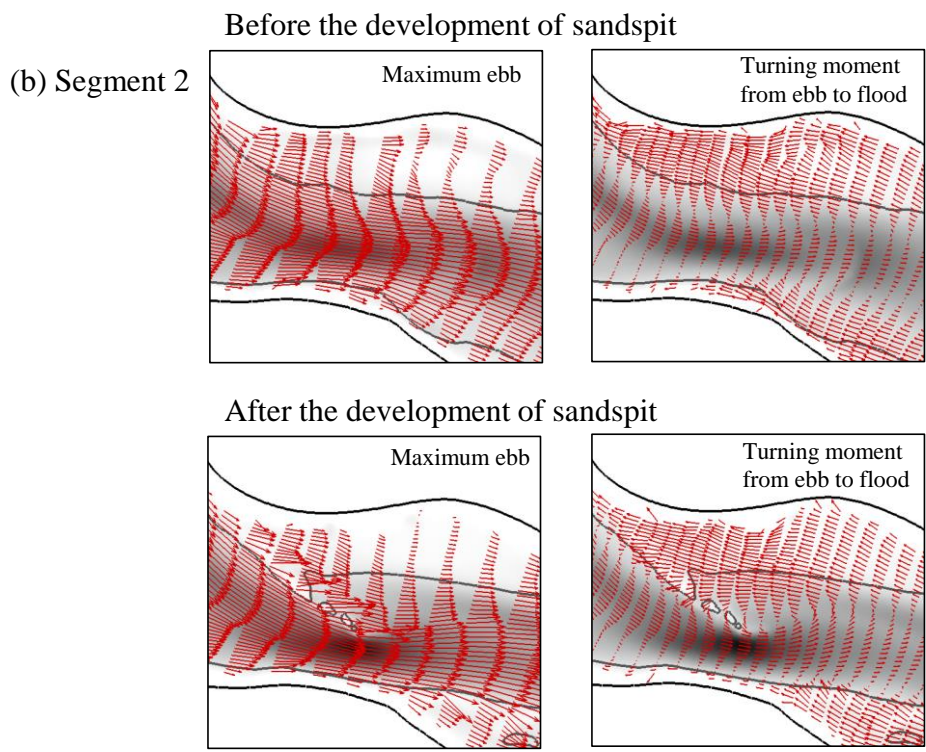 Before the development of sandspit
(b) Segment 2
Maximum ebb
Turning moment
from ebb to flood
After the development of sandspit
Maximum ebb
Turning moment
from ebb to flood